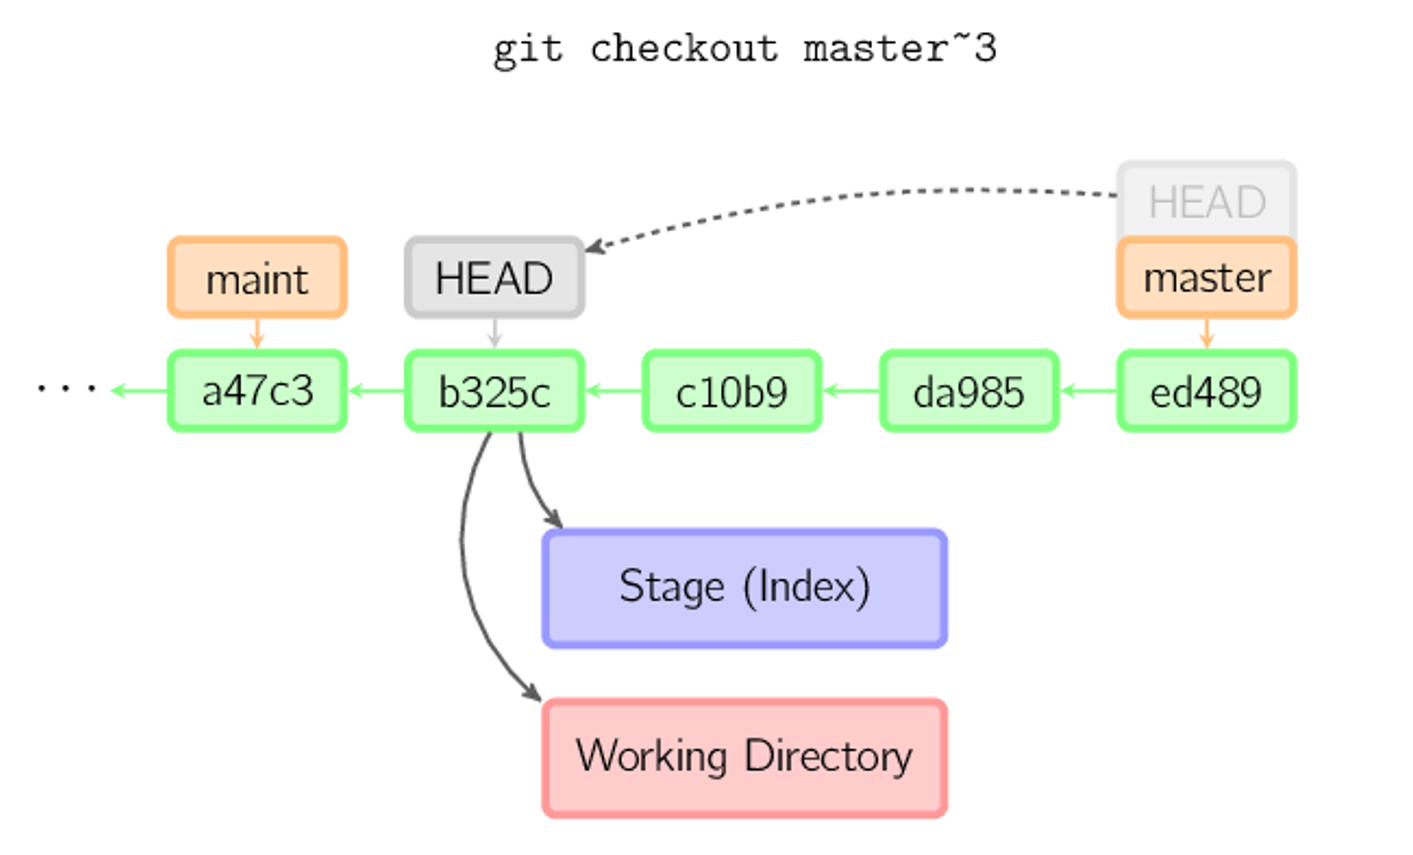 git checkout master~3
HEAD
maint
HEAD
master
...
a47c3
b325c
c10b9
da985
ed489
Stage (Index)
Working Directory